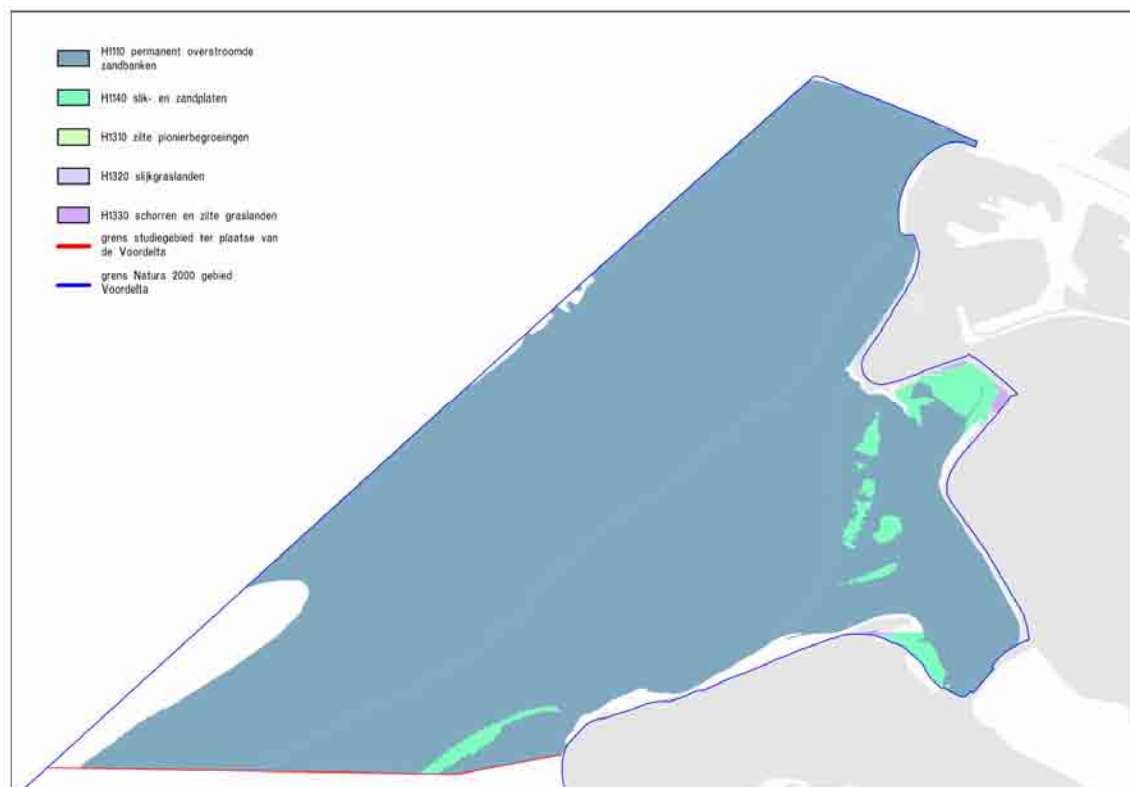 H1110 permanent overstroomde
zandbanken
H1140 slik- en zandplaten
H1310 zilte pionierbegroeiingen
H1320 slijkgraslanden
H1330 schorren en zilte graslanden
grens studiegebied ter plaatse van
de Voordelta
grens Natura 2000 gebied
Voordelta